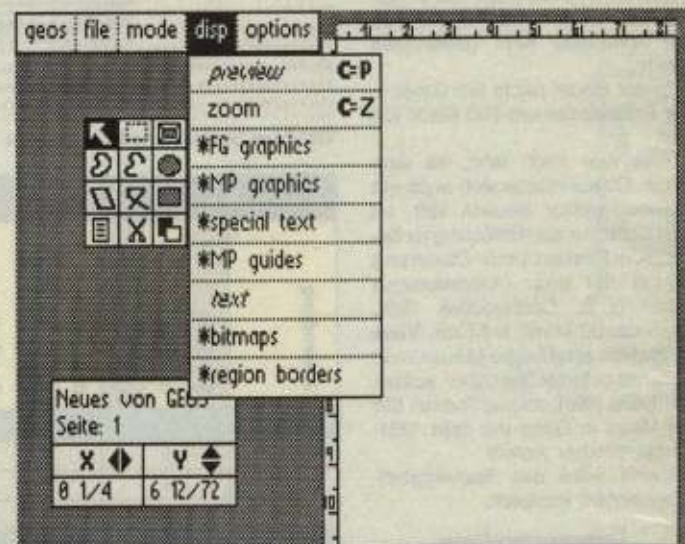 geos file mode disp options
preview C=P
zoom C=Z
*FG graphics
*MP graphics
*special text
*MP guides
text
*bitmaps
*region borders
Neues von GEOS
Seite: 1
X Y
0 1/4 6 12/72